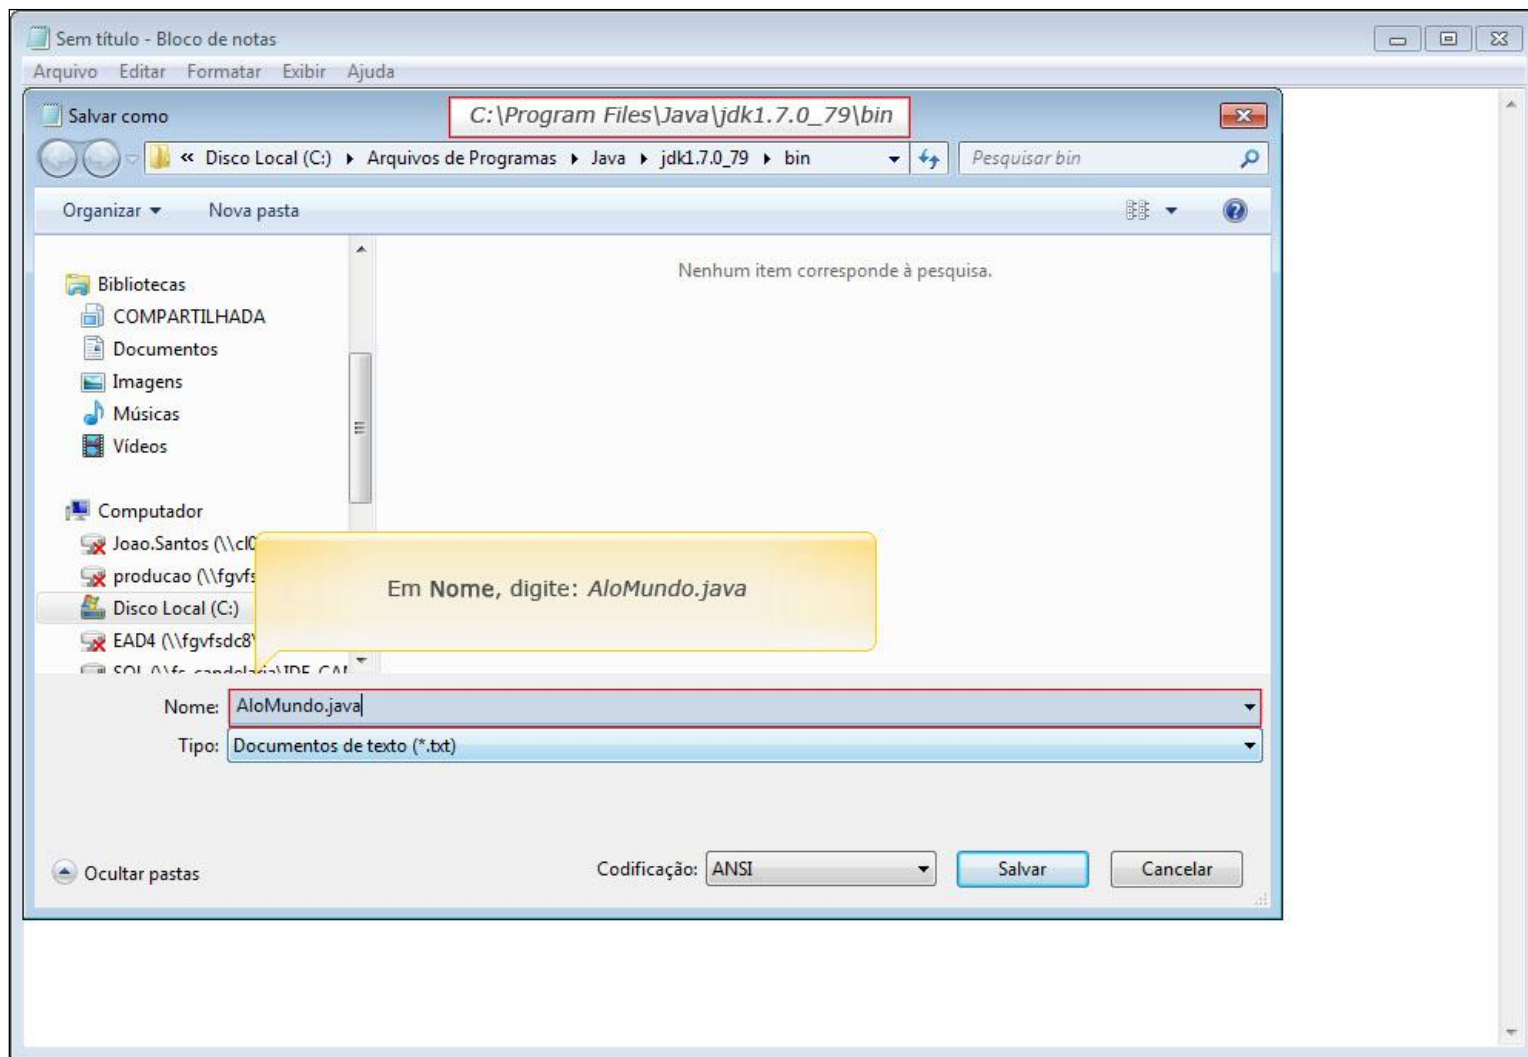 Sem título - Bloco de notas
Arquivo Editar Formatar Exibir Ajuda
Salvar como
C:\Program Files\Java\jdk1.7.0_79\bin
« Disco Local (C:) Arquivos de Programas Java jdk1.7.0_79 bin
Pesquisar bin
Organizar Nova pasta
Nenhum item corresponde à pesquisa.
Bibliotecas
COMPARTILHADA
Documentos
Imagens
Músicas
Vídeos
Computador
Joao.Santos (\\cl0
producao (\\fgvfs
Disco Local (C:)
EAD4 (\\fgvfsdc8\
Em Nome, digite: AloMundo.java
Nome: AloMundo.java
Tipo: Documentos de texto (*.txt)
Ocultar pastas
Codificação: ANSI
Salvar
Cancelar